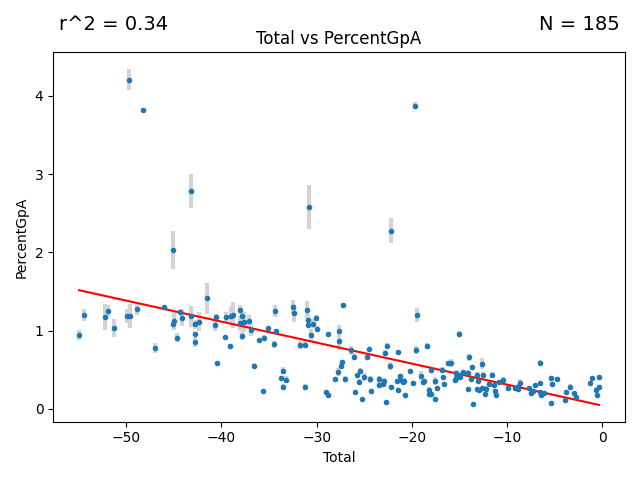 r^2 = 0.34
N = 185
Total vs PercentGpA
PercentGpA
4
3
2
1
0
−50
−40
−30
−20
−10
0
Total